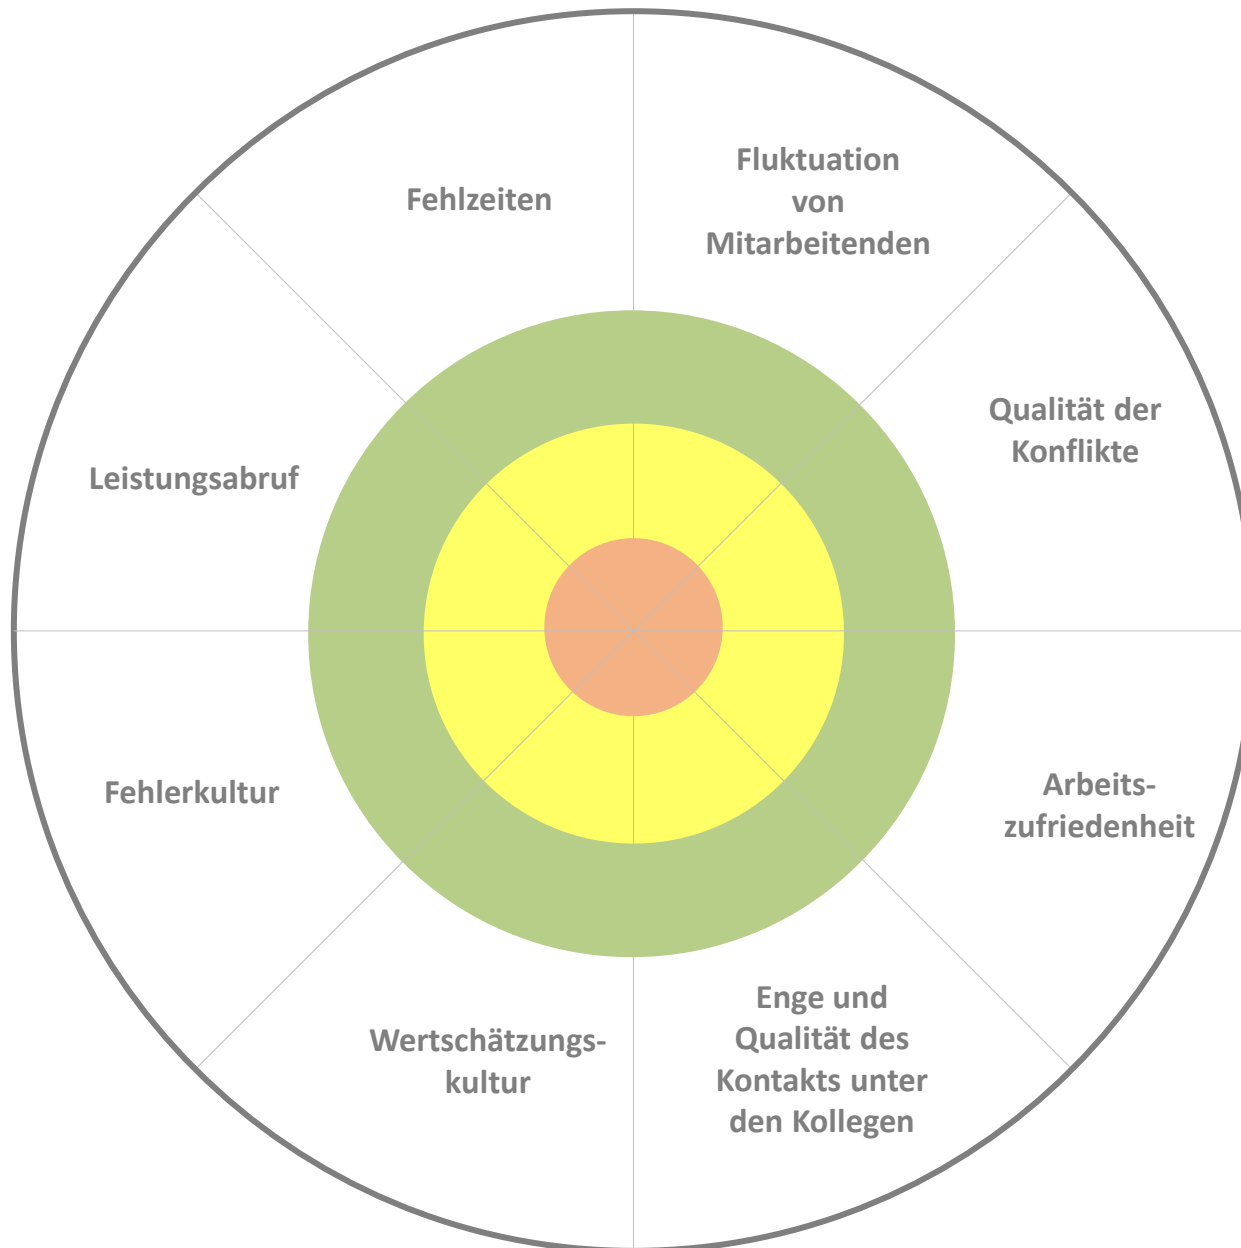 Fehlzeiten
Fluktuation
von
Mitarbeitenden
Leistungsabruf
Qualität der
Konflikte
Fehlerkultur
Arbeits-
zufriedenheit
Wertschätzungs-
kultur
Enge und
Qualität des
Kontakts unter
den Kollegen